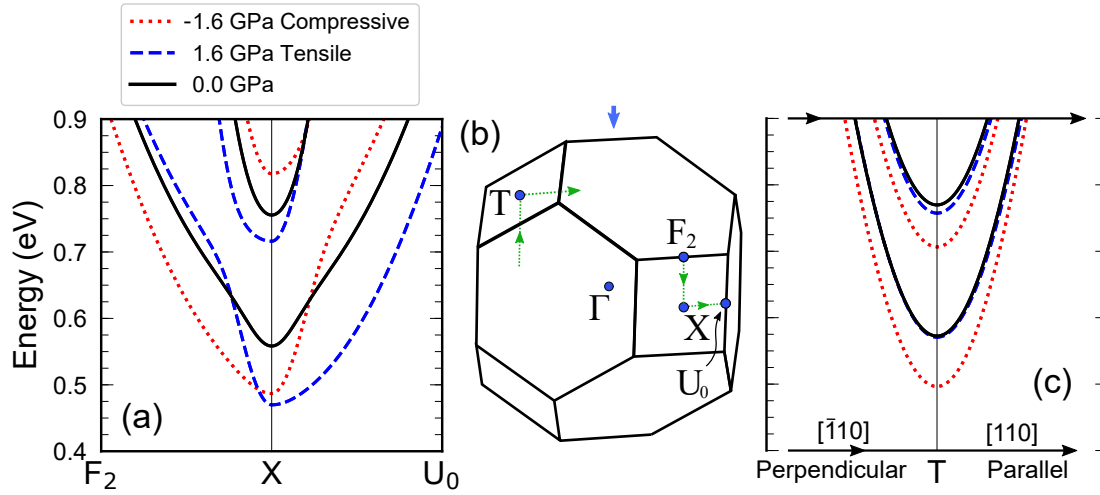 -1.6 GPa Compressive
1.6 GPa Tensile
0.0 GPa
Energy (eV)
0.9
0.8
0.7
0.6
0.5
0.4
(a)
F₂
X
U₀
(b)
T
F₂
Γ
X
U₀
(c)
[1̄10]
[110]
Perpendicular
T
Parallel